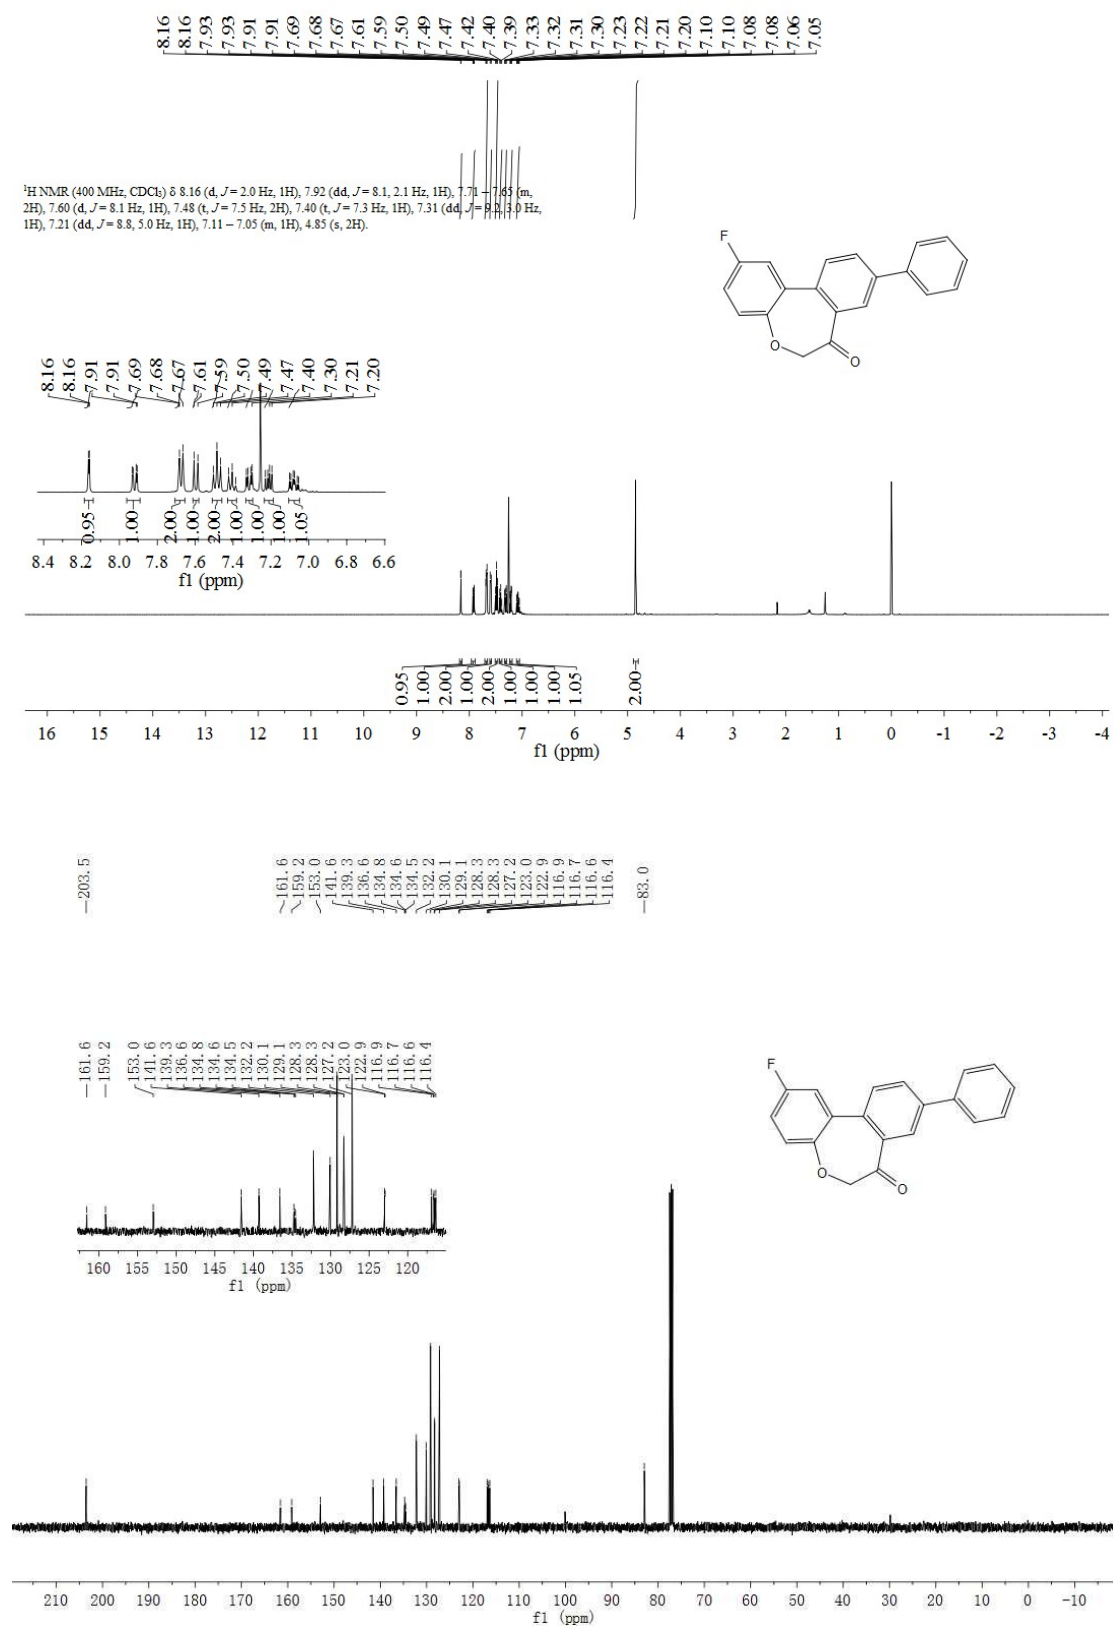 8.16 8.16 7.93 7.93 7.91 7.91 7.69 7.68 7.67 7.61 7.59 7.50 7.49 7.47 7.42 7.40 7.39 7.33 7.32 7.31 7.30 7.23 7.22 7.21 7.20 7.10 7.10 7.08 7.08 7.06 7.05
¹H NMR (400 MHz, CDCl₃) δ 8.16 (d, J = 2.0 Hz, 1H), 7.92 (dd, J = 8.1, 2.1 Hz, 1H), 7.71 – 7.65 (m,
2H), 7.60 (d, J = 8.1 Hz, 1H), 7.48 (t, J = 7.5 Hz, 2H), 7.40 (t, J = 7.3 Hz, 1H), 7.31 (dd, J = 9.2, 3.0 Hz,
1H), 7.21 (dd, J = 8.8, 5.0 Hz, 1H), 7.11 – 7.05 (m, 1H), 4.85 (s, 2H).
F
O
O
8.16 8.16 7.91 7.91 7.69 7.68 7.67 7.61 7.59 7.50 7.49 7.47 7.40 7.30 7.21 7.20
0.95 1.00 2.00 1.00 2.00 1.00 1.00 1.00 1.05
8.4 8.2 8.0 7.8 7.6 7.4 7.2 7.0 6.8 6.6
f1 (ppm)
0.95 1.00 2.00 1.00 2.00 1.00 1.00 1.00 1.05 2.00
16 15 14 13 12 11 10 9 8 7 6 5 4 3 2 1 0 -1 -2 -3 -4
f1 (ppm)
203.5 161.6 159.2 153.0 141.6 139.3 136.6 134.8 134.6 134.5 132.2 130.1 129.1 128.3 128.3 127.2 123.0 122.9 116.9 116.7 116.6 116.4 83.0
161.6 159.2 153.0 141.6 139.3 136.6 134.8 134.6 134.5 132.2 130.1 129.1 128.3 128.3 127.2 123.0 122.9 116.9 116.7 116.6 116.4
F
O
O
160 155 150 145 140 135 130 125 120
f1 (ppm)
210 200 190 180 170 160 150 140 130 120 110 100 90 80 70 60 50 40 30 20 10 0 -10
f1 (ppm)